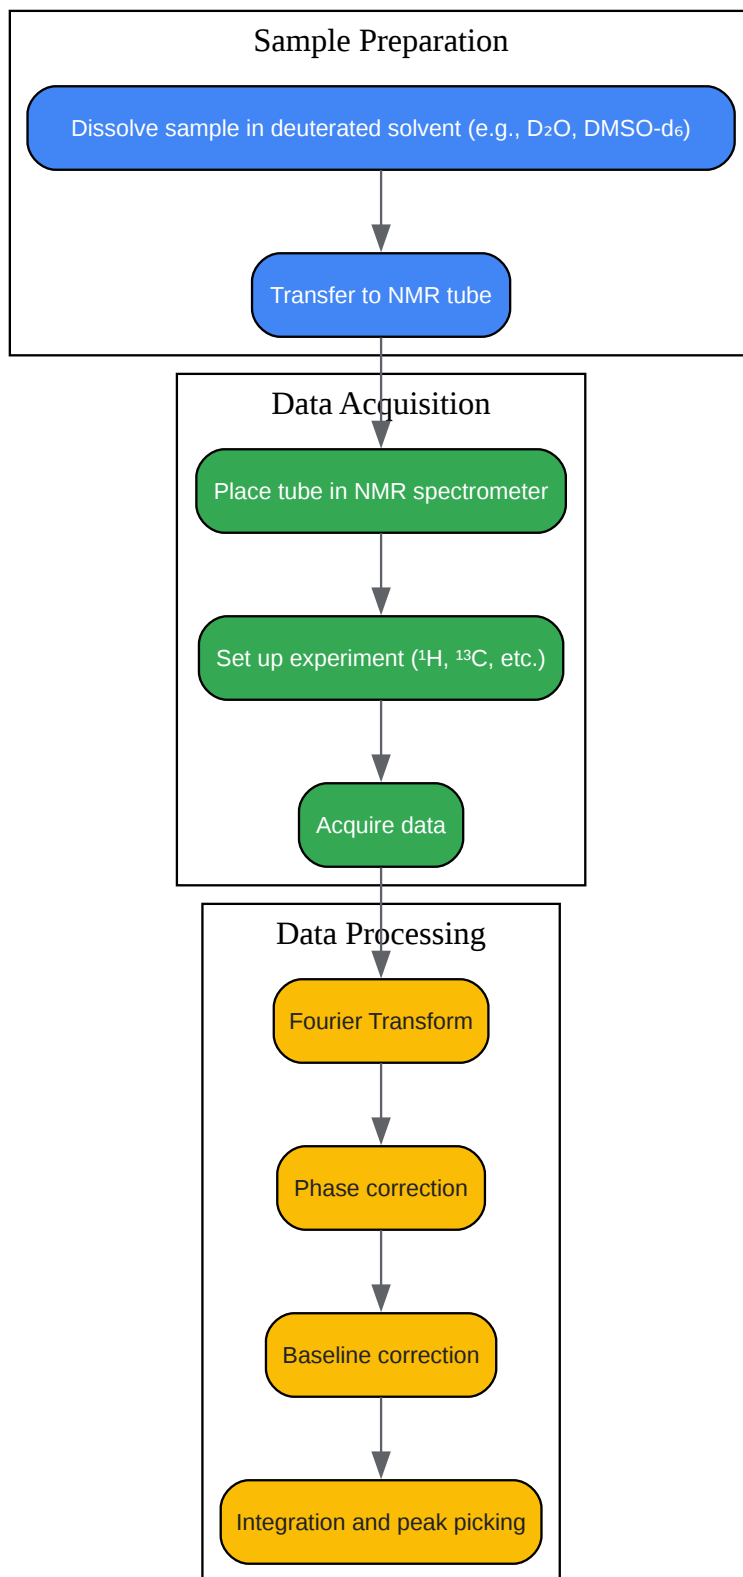 Sample Preparation
Dissolve sample in deuterated solvent (e.g., D₂O, DMSO-d₆)
Transfer to NMR tube
Data Acquisition
Place tube in NMR spectrometer
Set up experiment (¹H, ¹³C, etc.)
Acquire data
Data Processing
Fourier Transform
Phase correction
Baseline correction
Integration and peak picking